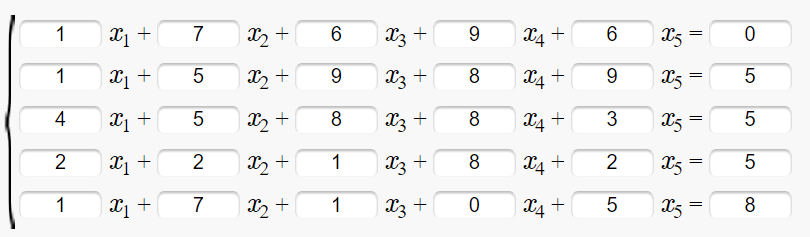 1 x1 + 7 x2 + 6 x3 + 9 x4 + 6 x5 = 0
1 x1 + 5 x2 + 9 x3 + 8 x4 + 9 x5 = 5
4 x1 + 5 x2 + 8 x3 + 8 x4 + 3 x5 = 5
2 x1 + 2 x2 + 1 x3 + 8 x4 + 2 x5 = 5
1 x1 + 7 x2 + 1 x3 + 0 x4 + 5 x5 = 8